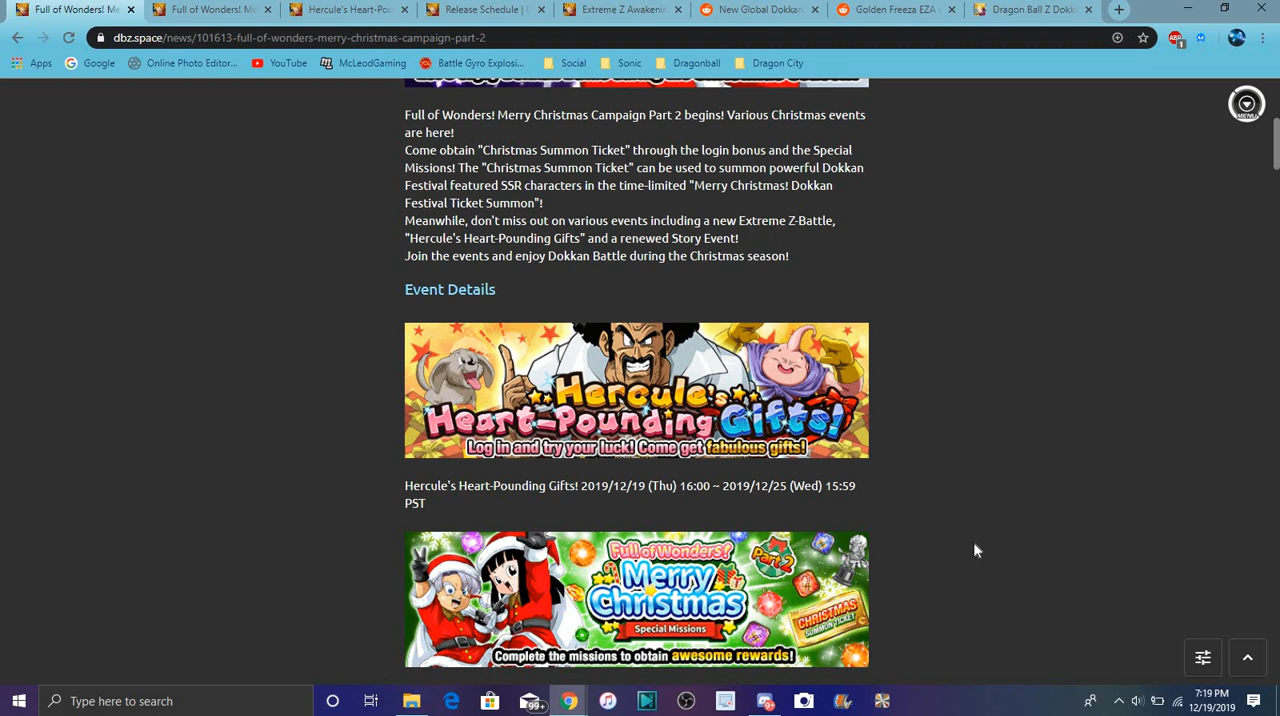 Full of Wonders! M
Full of Wonders! M
Hercule's Heart-Pou
Release Schedule |
Extreme Z Awakenin
New Global Dokkan
Golden Freeza EZA
Dragon Ball Z Dokk
dbz.space/news/101613-full-of-wonders-merry-christmas-campaign-part-2
ABP
1
Apps
Google
Online Photo Editor...
YouTube
McLeodGaming
Battle Gyro Explosi...
Social
Sonic
Dragonball
Dragon City
MENU
Full of Wonders! Merry Christmas Campaign Part 2 begins! Various Christmas events
are here!
Come obtain "Christmas Summon Ticket" through the login bonus and the Special
Missions! The "Christmas Summon Ticket" can be used to summon powerful Dokkan
Festival featured SSR characters in the time-limited "Merry Christmas! Dokkan
Festival Ticket Summon"!
Meanwhile, don't miss out on various events including a new Extreme Z-Battle,
"Hercule's Heart-Pounding Gifts" and a renewed Story Event!
Join the events and enjoy Dokkan Battle during the Christmas season!
Event Details
Hercule's
Heart-Pounding Gifts!
Log in and try your luck! Come get fabulous gifts!
Hercule's Heart-Pounding Gifts! 2019/12/19 (Thu) 16:00 ~ 2019/12/25 (Wed) 15:59
PST
Full of Wonders!
Part 2
Merry
Christmas
Special Missions
CHRISTMAS
SUMMON TICKET
Complete the missions to obtain awesome rewards!
Type here to search
99+
9+
7:19 PM
12/19/2019